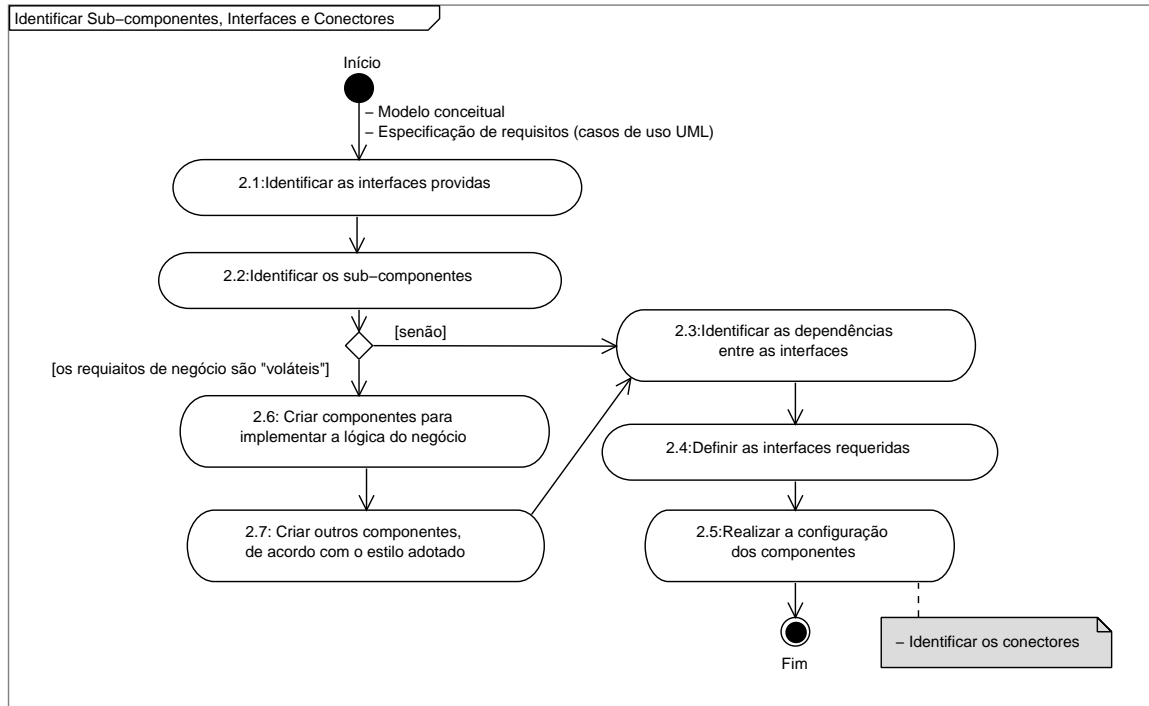 Identificar Sub−componentes, Interfaces e Conectores
Início
− Modelo conceitual
− Especificação de requisitos (casos de uso UML)
2.1:Identificar as interfaces providas
2.2:Identificar os sub−componentes
[senão]
[os requiaitos de negócio são "voláteis"]
2.3:Identificar as dependências
entre as interfaces
2.6: Criar componentes para
implementar a lógica do negócio
2.4:Definir as interfaces requeridas
2.7: Criar outros componentes,
de acordo com o estilo adotado
2.5:Realizar a configuração
dos componentes
− Identificar os conectores
Fim